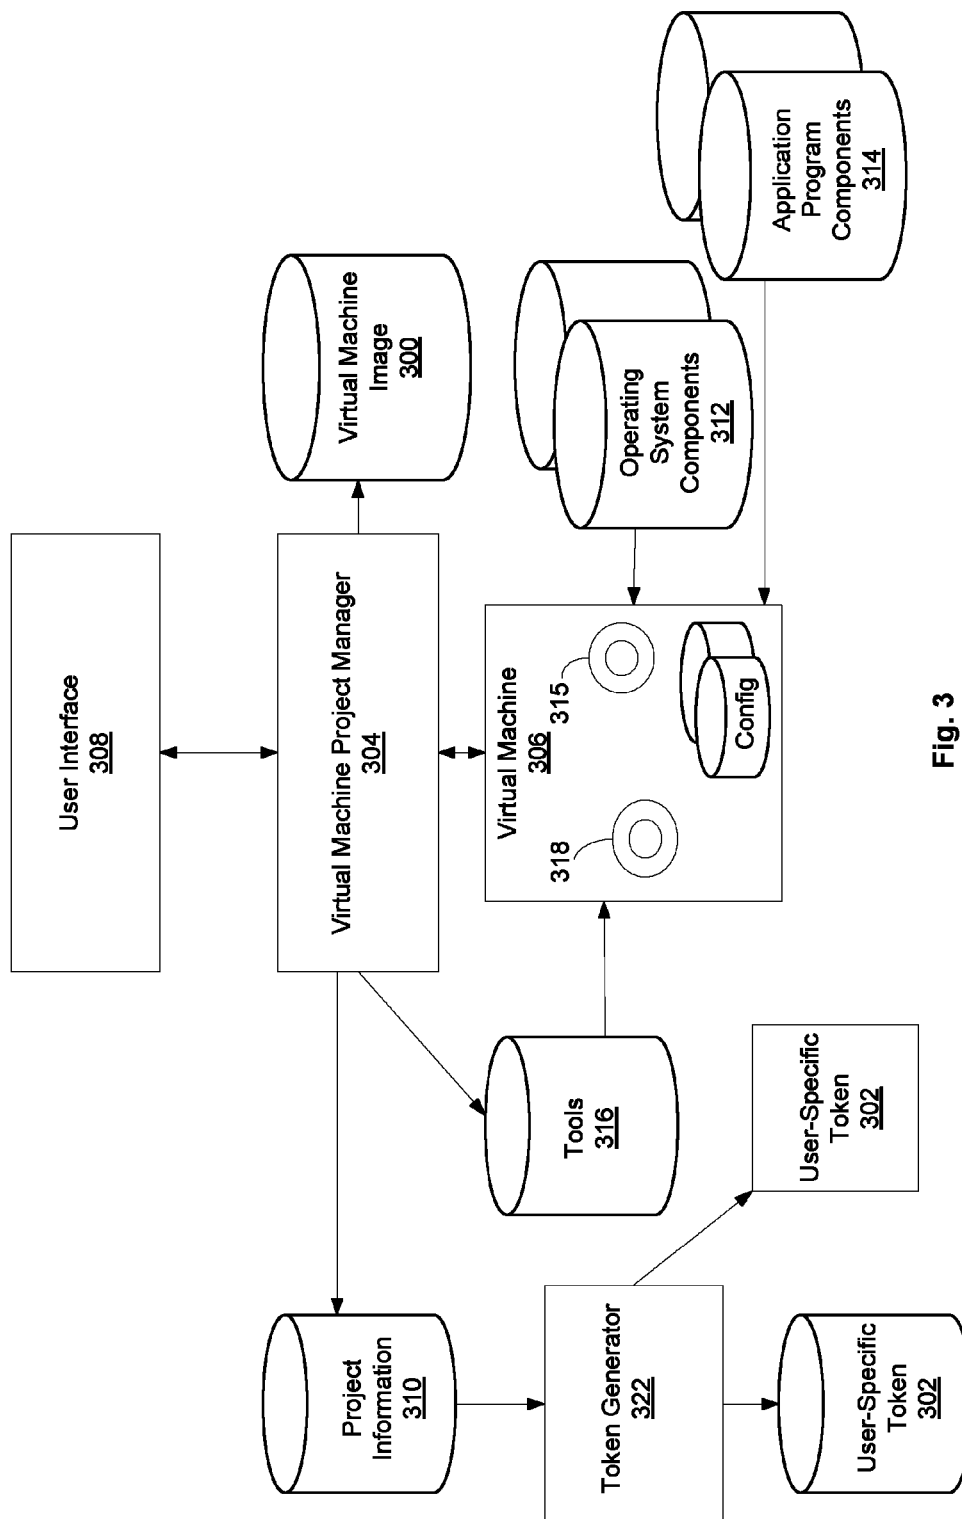 User Interface
308
Project
Information
310
Virtual Machine Project Manager
304
Virtual Machine
Image
300
Token Generator
322
Tools
316
Virtual Machine
306
318
315
Config
Operating
System
Components
312
Application
Program
Components
314
User-Specific
Token
302
User-Specific
Token
302
Fig. 3